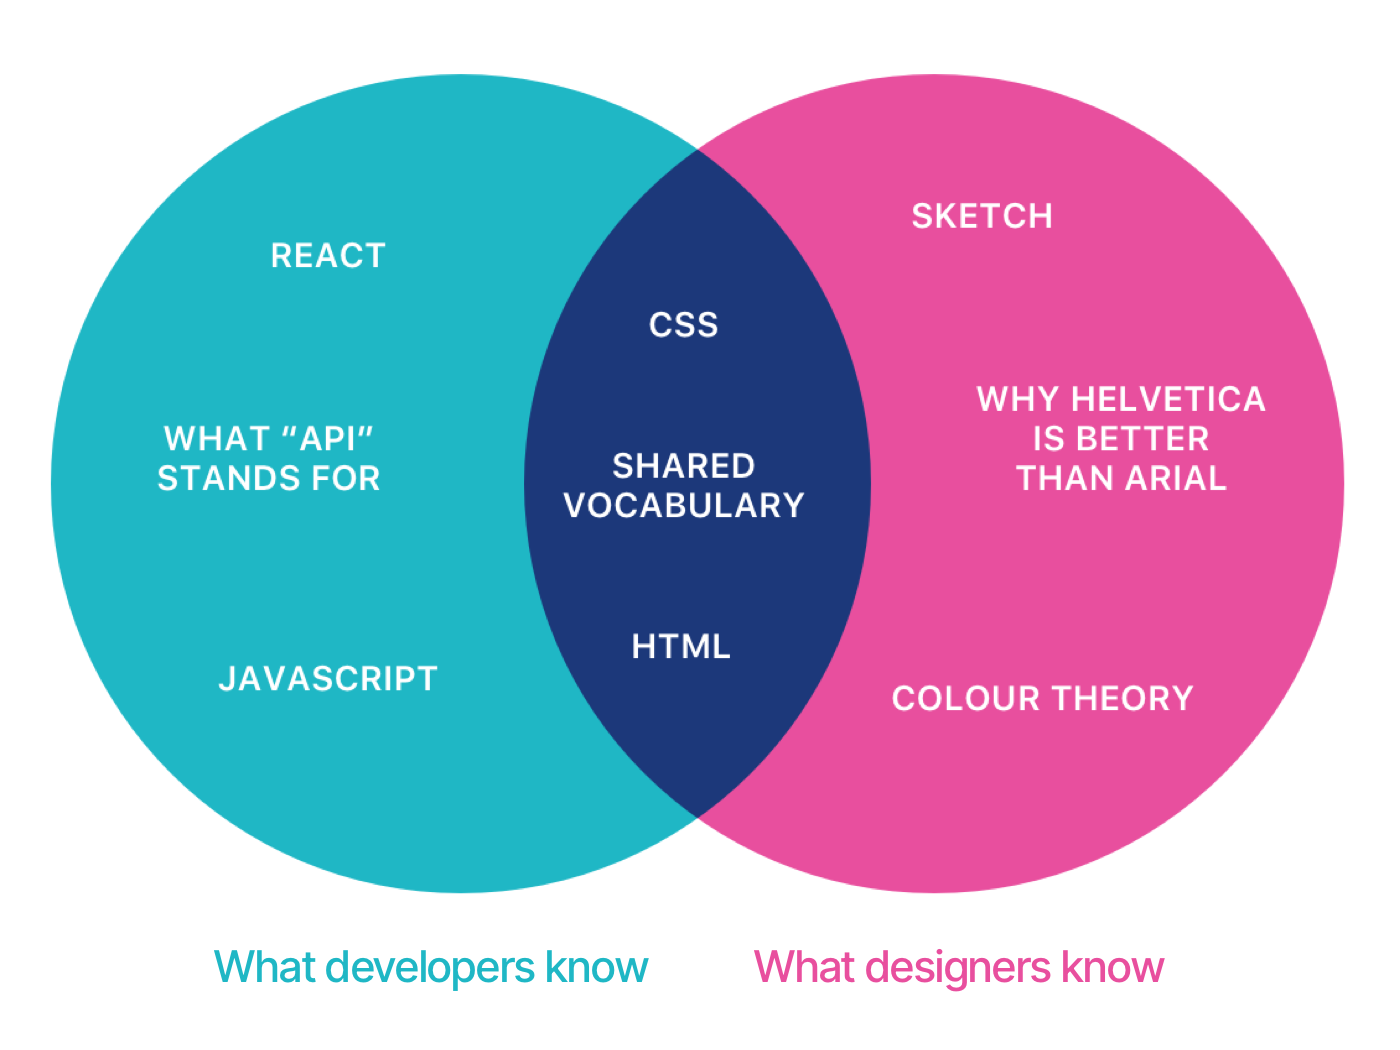 REACT
WHAT “API”
STANDS FOR
JAVASCRIPT
CSS
SHARED
VOCABULARY
HTML
SKETCH
WHY HELVETICA
IS BETTER
THAN ARIAL
COLOUR THEORY
What developers know
What designers know